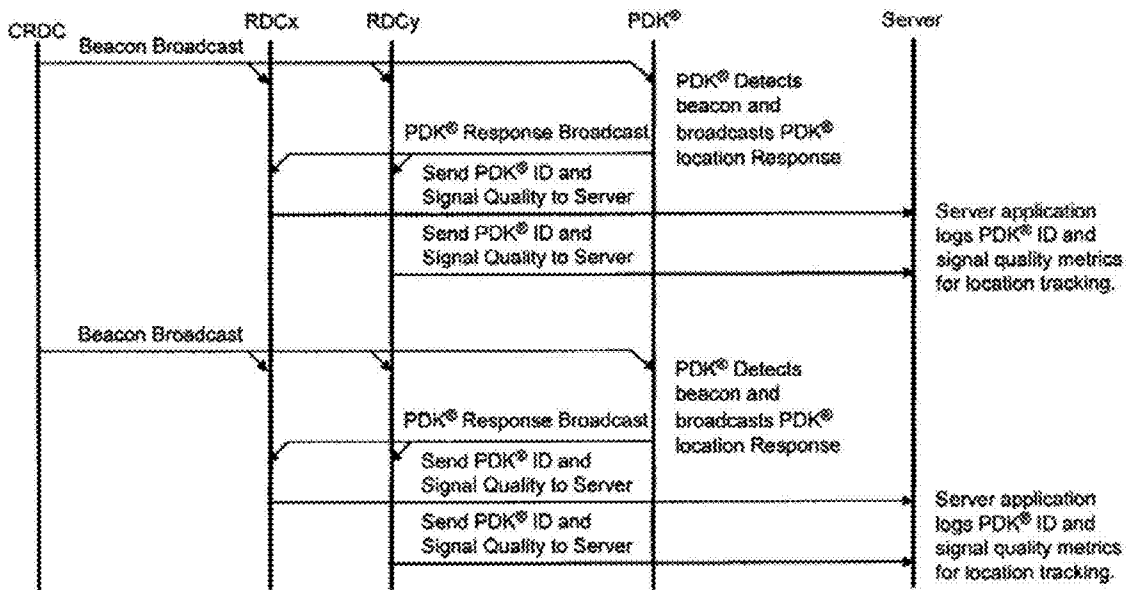 CRDC
RDCx
RDCy
PDK®
Server
Beacon Broadcast
PDK® Detects
beacon and
broadcasts PDK®
location Response
PDK® Response Broadcast
Send PDK® ID and
Signal Quality to Server
Server application
logs PDK® ID and
signal quality metrics
for location tracking.
Send PDK® ID and
Signal Quality to Server
Beacon Broadcast
PDK® Detects
beacon and
broadcasts PDK®
location Response
PDK® Response Broadcast
Send PDK® ID and
Signal Quality to Server
Server application
logs PDK® ID and
signal quality metrics
for location tracking.
Send PDK® ID and
Signal Quality to Server